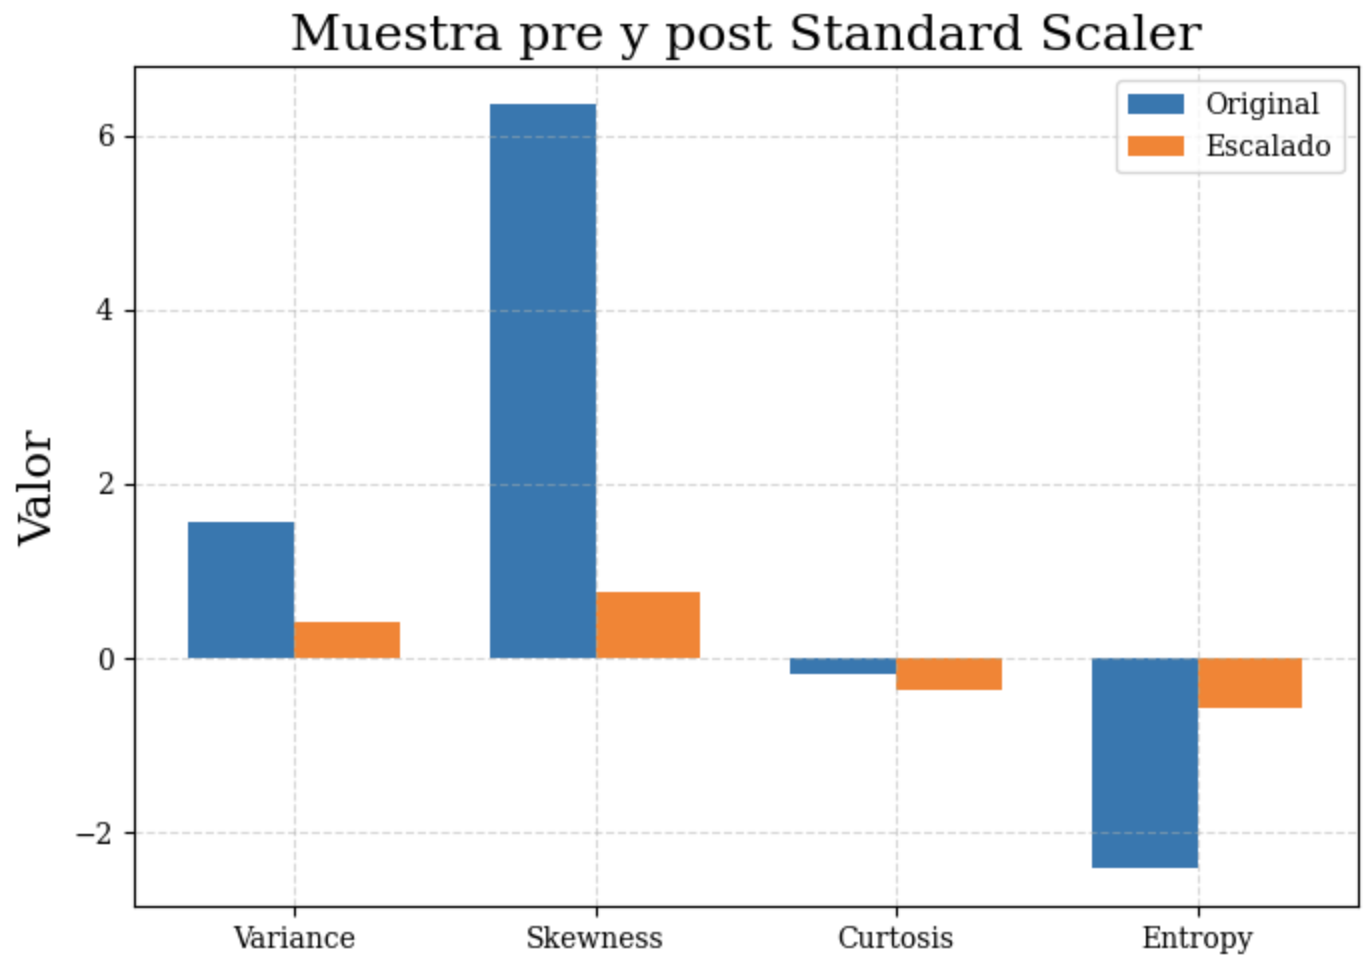 Muestra pre y post Standard Scaler
Original
Escalado
Valor
6
4
2
0
−2
Variance
Skewness
Curtosis
Entropy